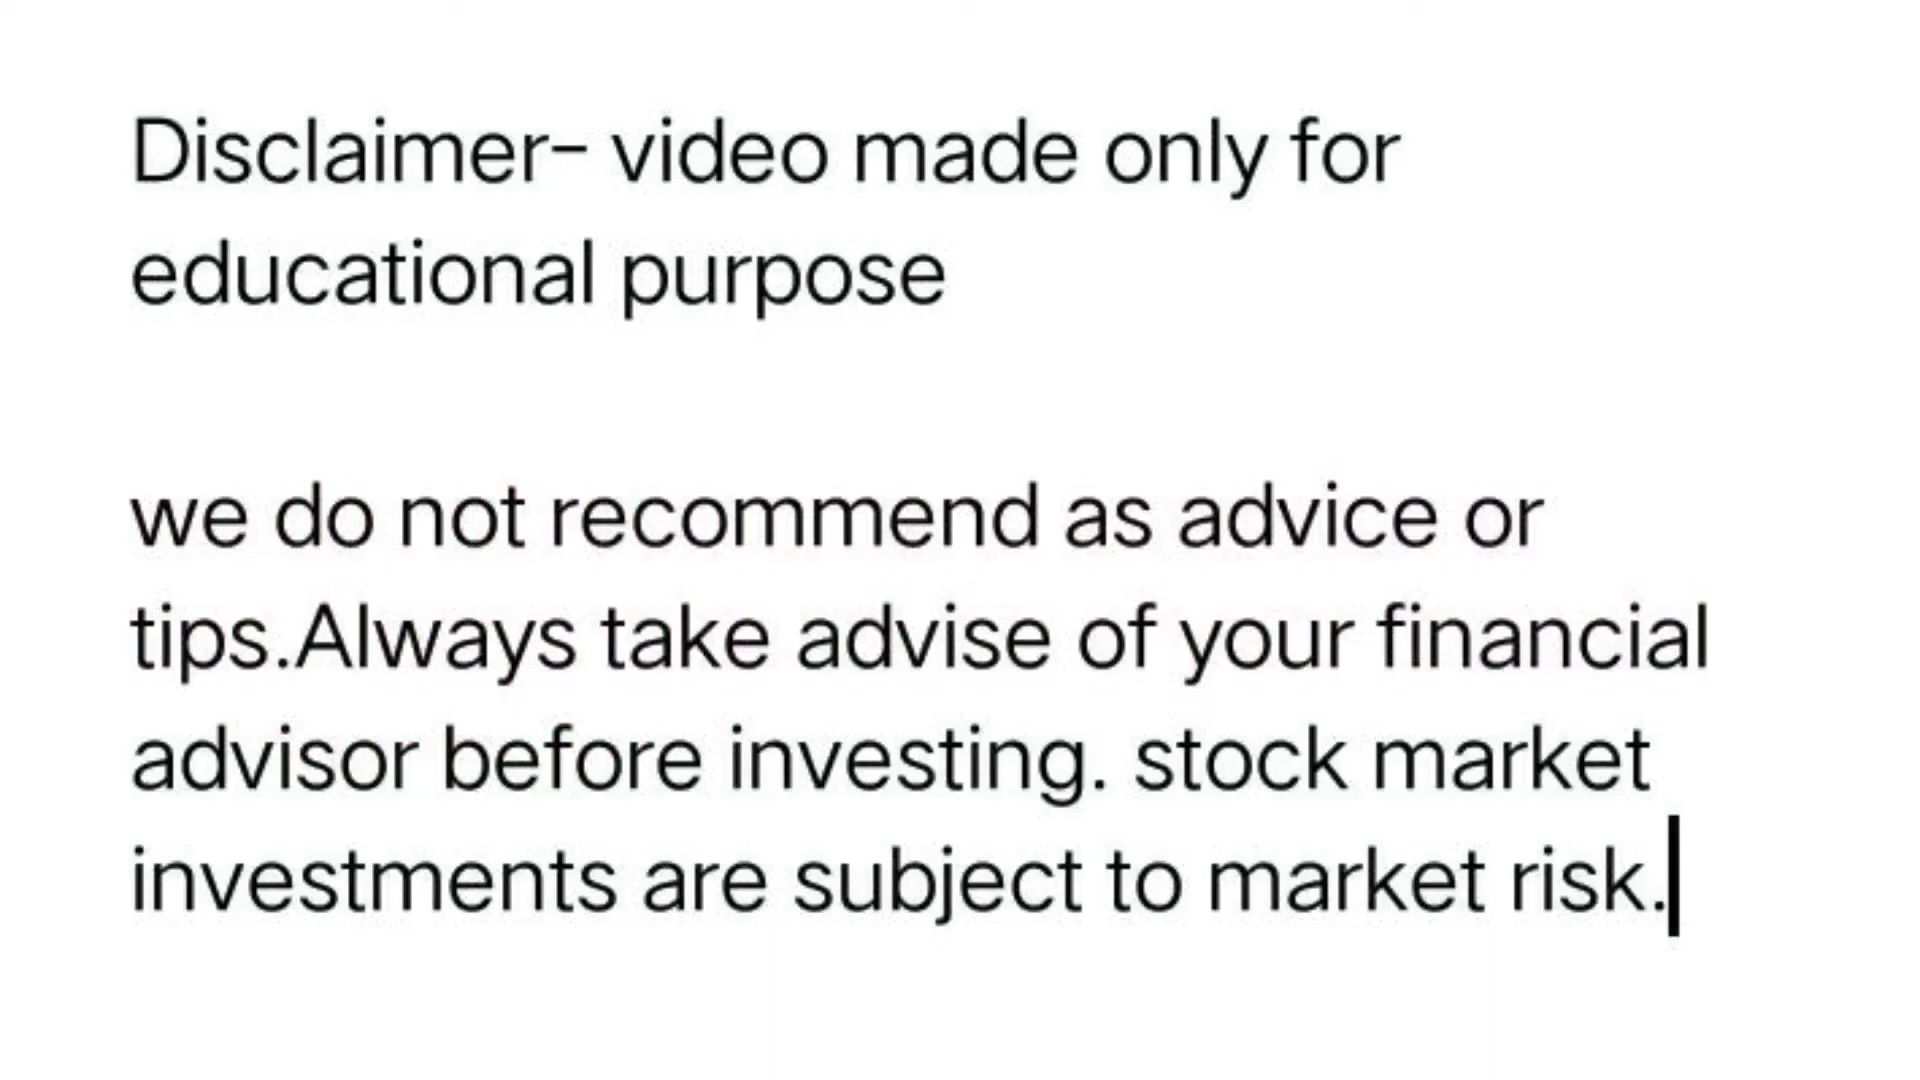 Disclaimer- video made only for
educational purpose
we do not recommend as advice or
tips.Always take advise of your financial
advisor before investing. stock market
investments are subject to market risk.